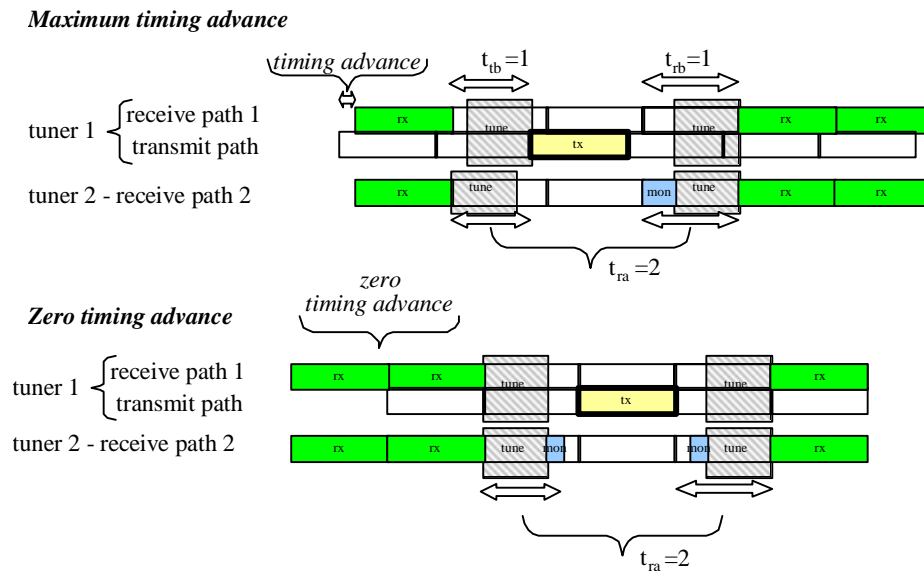 Maximum timing advance
timing advance
t_tb=1
t_rb=1
tuner 1
receive path 1
transmit path
rx
tune
tune
rx
rx
tx
tuner 2 - receive path 2
rx
tune
mon
tune
rx
rx
t_ra=2
zero
timing advance
Zero timing advance
tuner 1
receive path 1
transmit path
rx
rx
tune
tune
rx
tx
tuner 2 - receive path 2
rx
rx
tune
mon
mon
tune
rx
t_ra=2